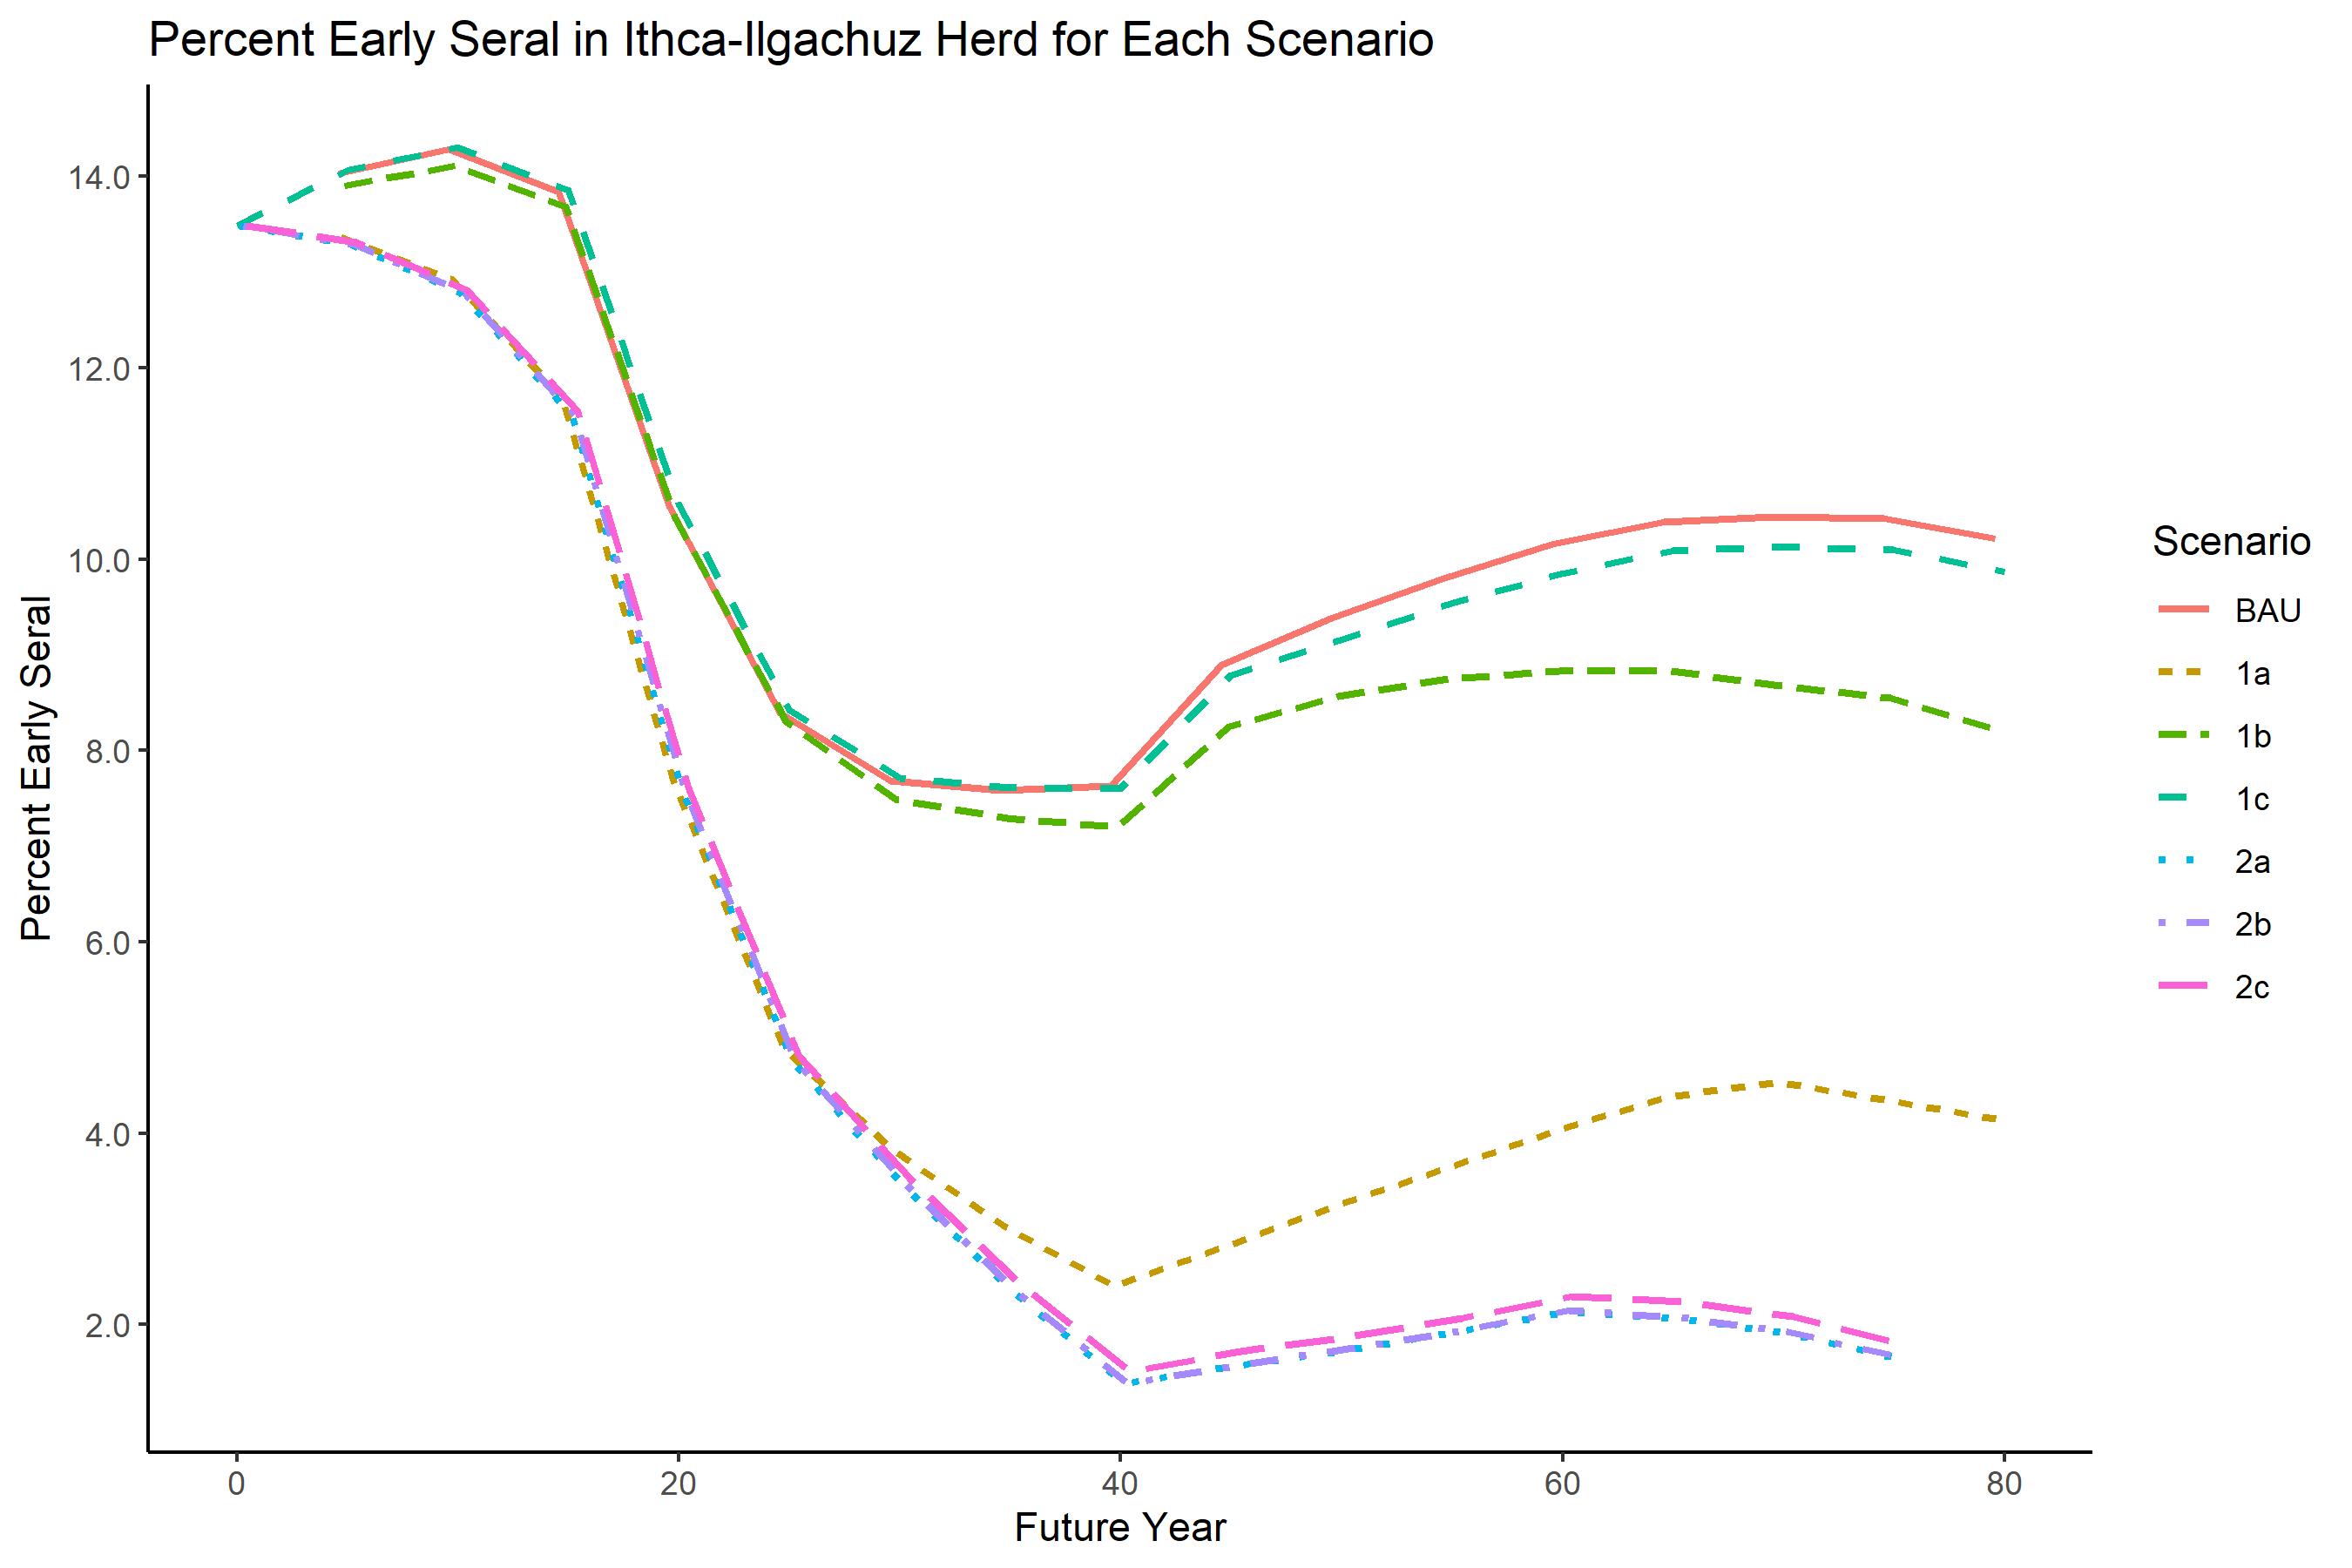 Percent Early Seral in Ithca-Ilgachuz Herd for Each Scenario
Percent Early Seral
14.0
12.0
10.0
8.0
6.0
4.0
2.0
0
20
40
60
80
Future Year
Scenario
BAU
1a
1b
1c
2a
2b
2c